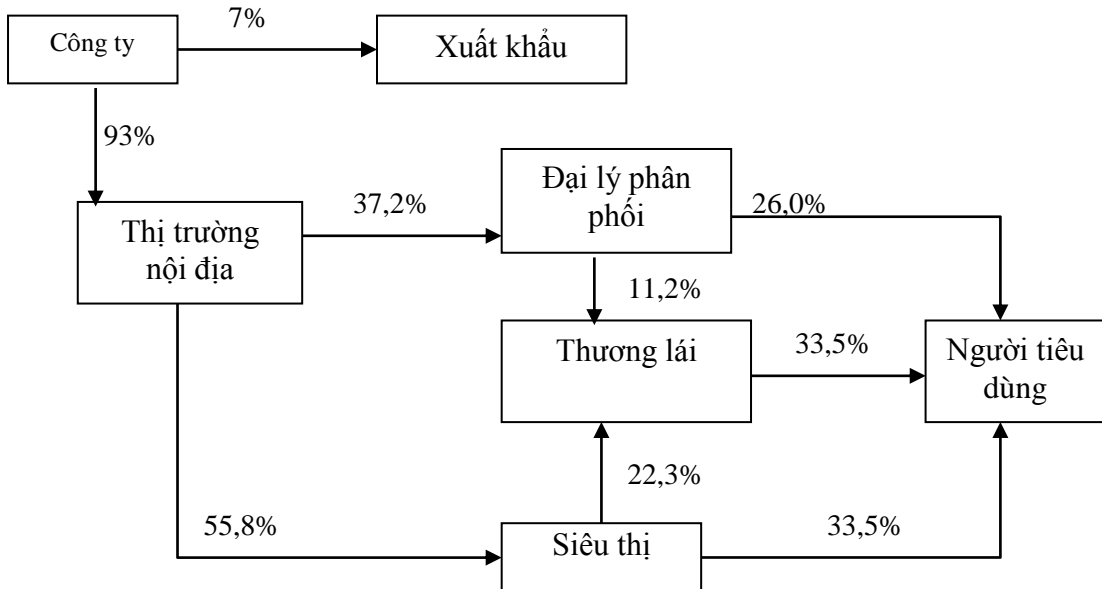 7%
Công ty
Xuất khẩu
93%
Đại lý phân
phối
37,2%
26,0%
Thị trường
nội địa
11,2%
Thương lái
33,5%
Người tiêu
dùng
22,3%
55,8%
33,5%
Siêu thị